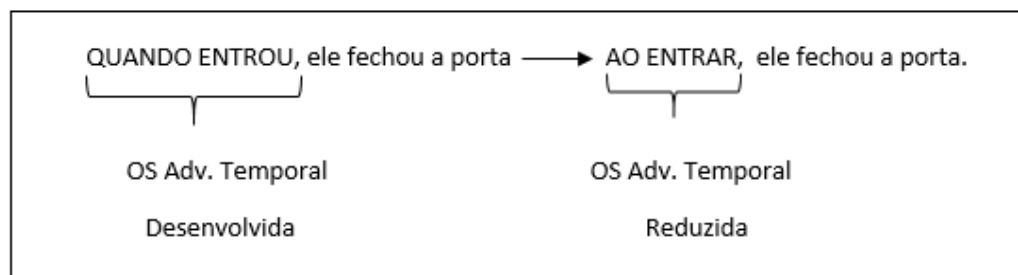 QUANDO ENTROU, ele fechou a porta → AO ENTRAR, ele fechou a porta.
OS Adv. Temporal OS Adv. Temporal
Desenvolvida Reduzida